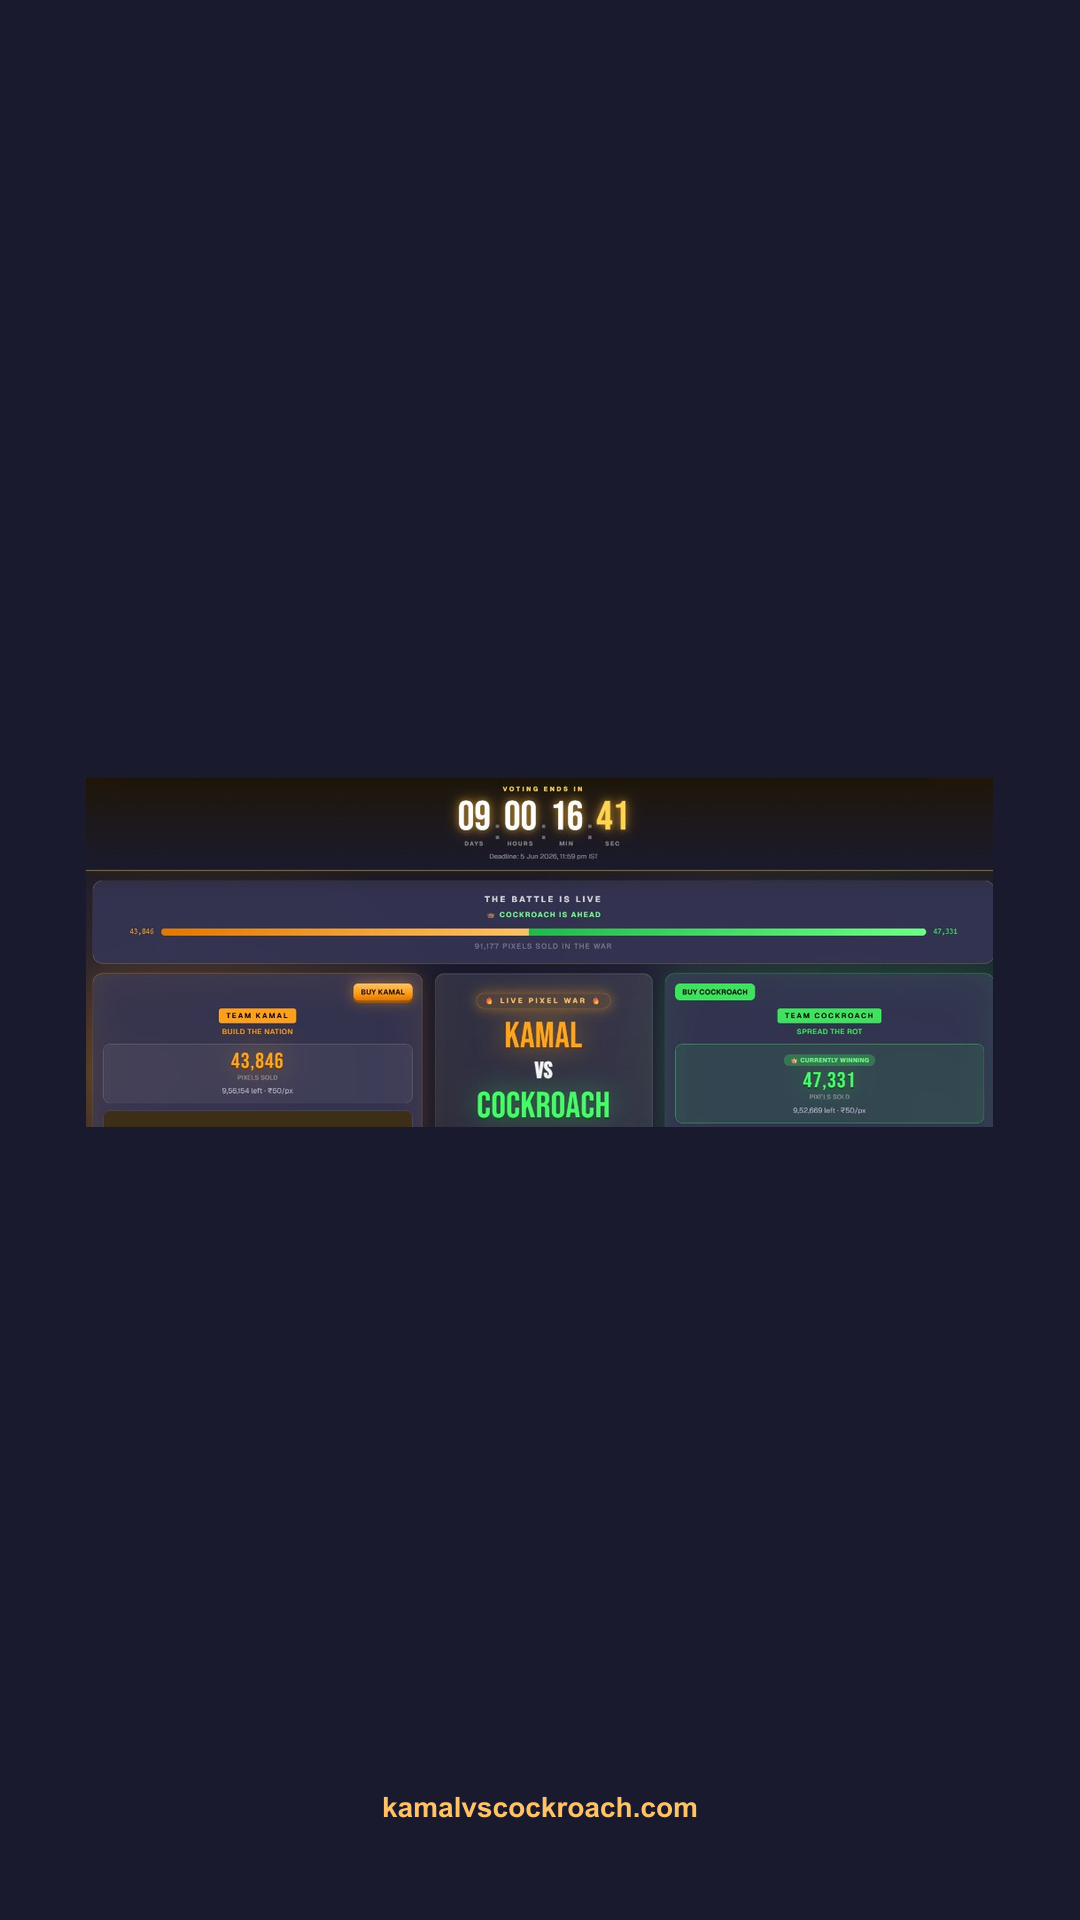 VOTING ENDS IN
09 : 00 : 16 : 41
DAYS HOURS MIN SEC
Deadline: 5 Jun 2026, 11:59 pm IST
THE BATTLE IS LIVE
COCKROACH IS AHEAD
43,846 47,331
91,177 PIXELS SOLD IN THE WAR
BUY KAMAL
TEAM KAMAL
BUILD THE NATION
43,846
PIXELS SOLD
9,56,154 left · ₹50/px
LIVE PIXEL WAR
KAMAL
VS
COCKROACH
BUY COCKROACH
TEAM COCKROACH
SPREAD THE ROT
CURRENTLY WINNING
47,331
PIXELS SOLD
9,52,669 left · ₹50/px
kamalvscockroach.com